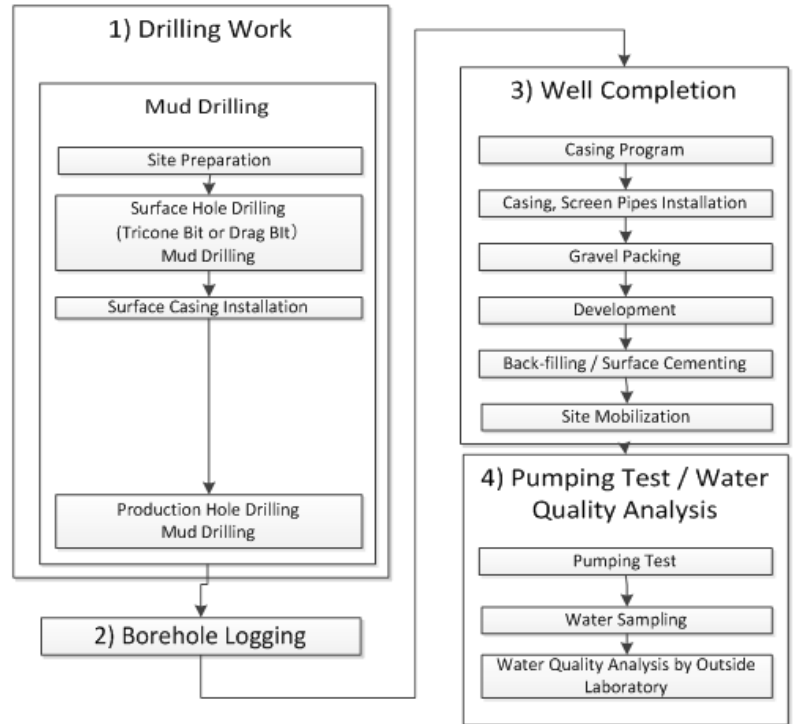 1) Drilling Work
Mud Drilling
Site Preparation
Surface Hole Drilling
(Tricone Bit or Drag BIt)
Mud Drilling
Surface Casing Installation
Production Hole Drilling
Mud Drilling
2) Borehole Logging
3) Well Completion
Casing Program
Casing, Screen Pipes Installation
Gravel Packing
Development
Back-filling / Surface Cementing
Site Mobilization
4) Pumping Test / Water
Quality Analysis
Pumping Test
Water Sampling
Water Quality Analysis by Outside
Laboratory